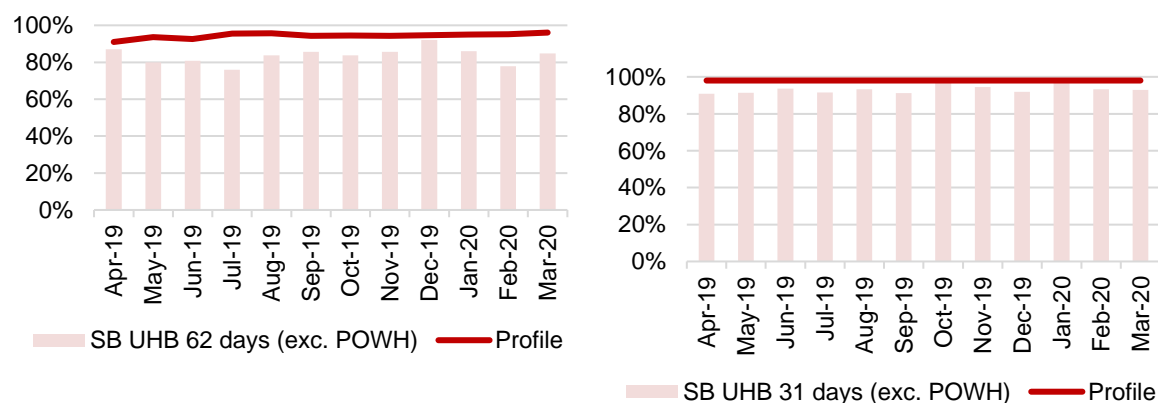 100%
80%
60%
40%
20%
0%
Apr-19
May-19
Jun-19
Jul-19
Aug-19
Sep-19
Oct-19
Nov-19
Dec-19
Jan-20
Feb-20
Mar-20
SB UHB 62 days (exc. POWH) Profile
100%
80%
60%
40%
20%
0%
Apr-19
May-19
Jun-19
Jul-19
Aug-19
Sep-19
Oct-19
Nov-19
Dec-19
Jan-20
Feb-20
Mar-20
SB UHB 31 days (exc. POWH) Profile